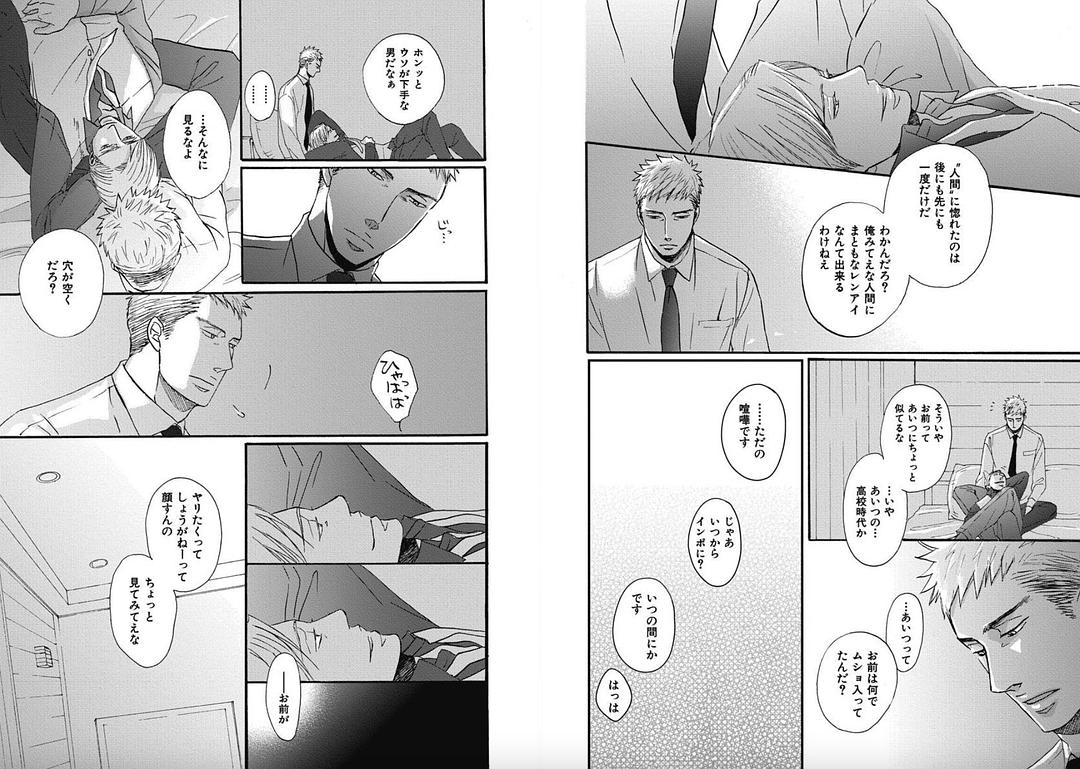 〝人間〟に惚れたのは
後にも先にも
一度だけだ
わかんだろ?
俺みてえな人間に
まともなレンアイ
なんて出来る
わけねえ
そういや
お前って
あいつにちょっと
似てるな
…いや
あいつの…
高校時代か
…あいつって
お前は何で
ムショ入って
たんだ?
……ただの
喧嘩です
じゃあ
いつから
インポに?
いつの間にか
です
はっは
ホンッと
ウソが下手な
男だなぁ
……
……
じっ…
…そんなに
見るなよ
穴が空く
だろ?
ひゃっ
はっは
ヤリたくって
しょうがねーって
顔すんの
ちょっと
見てみてえな
──お前が